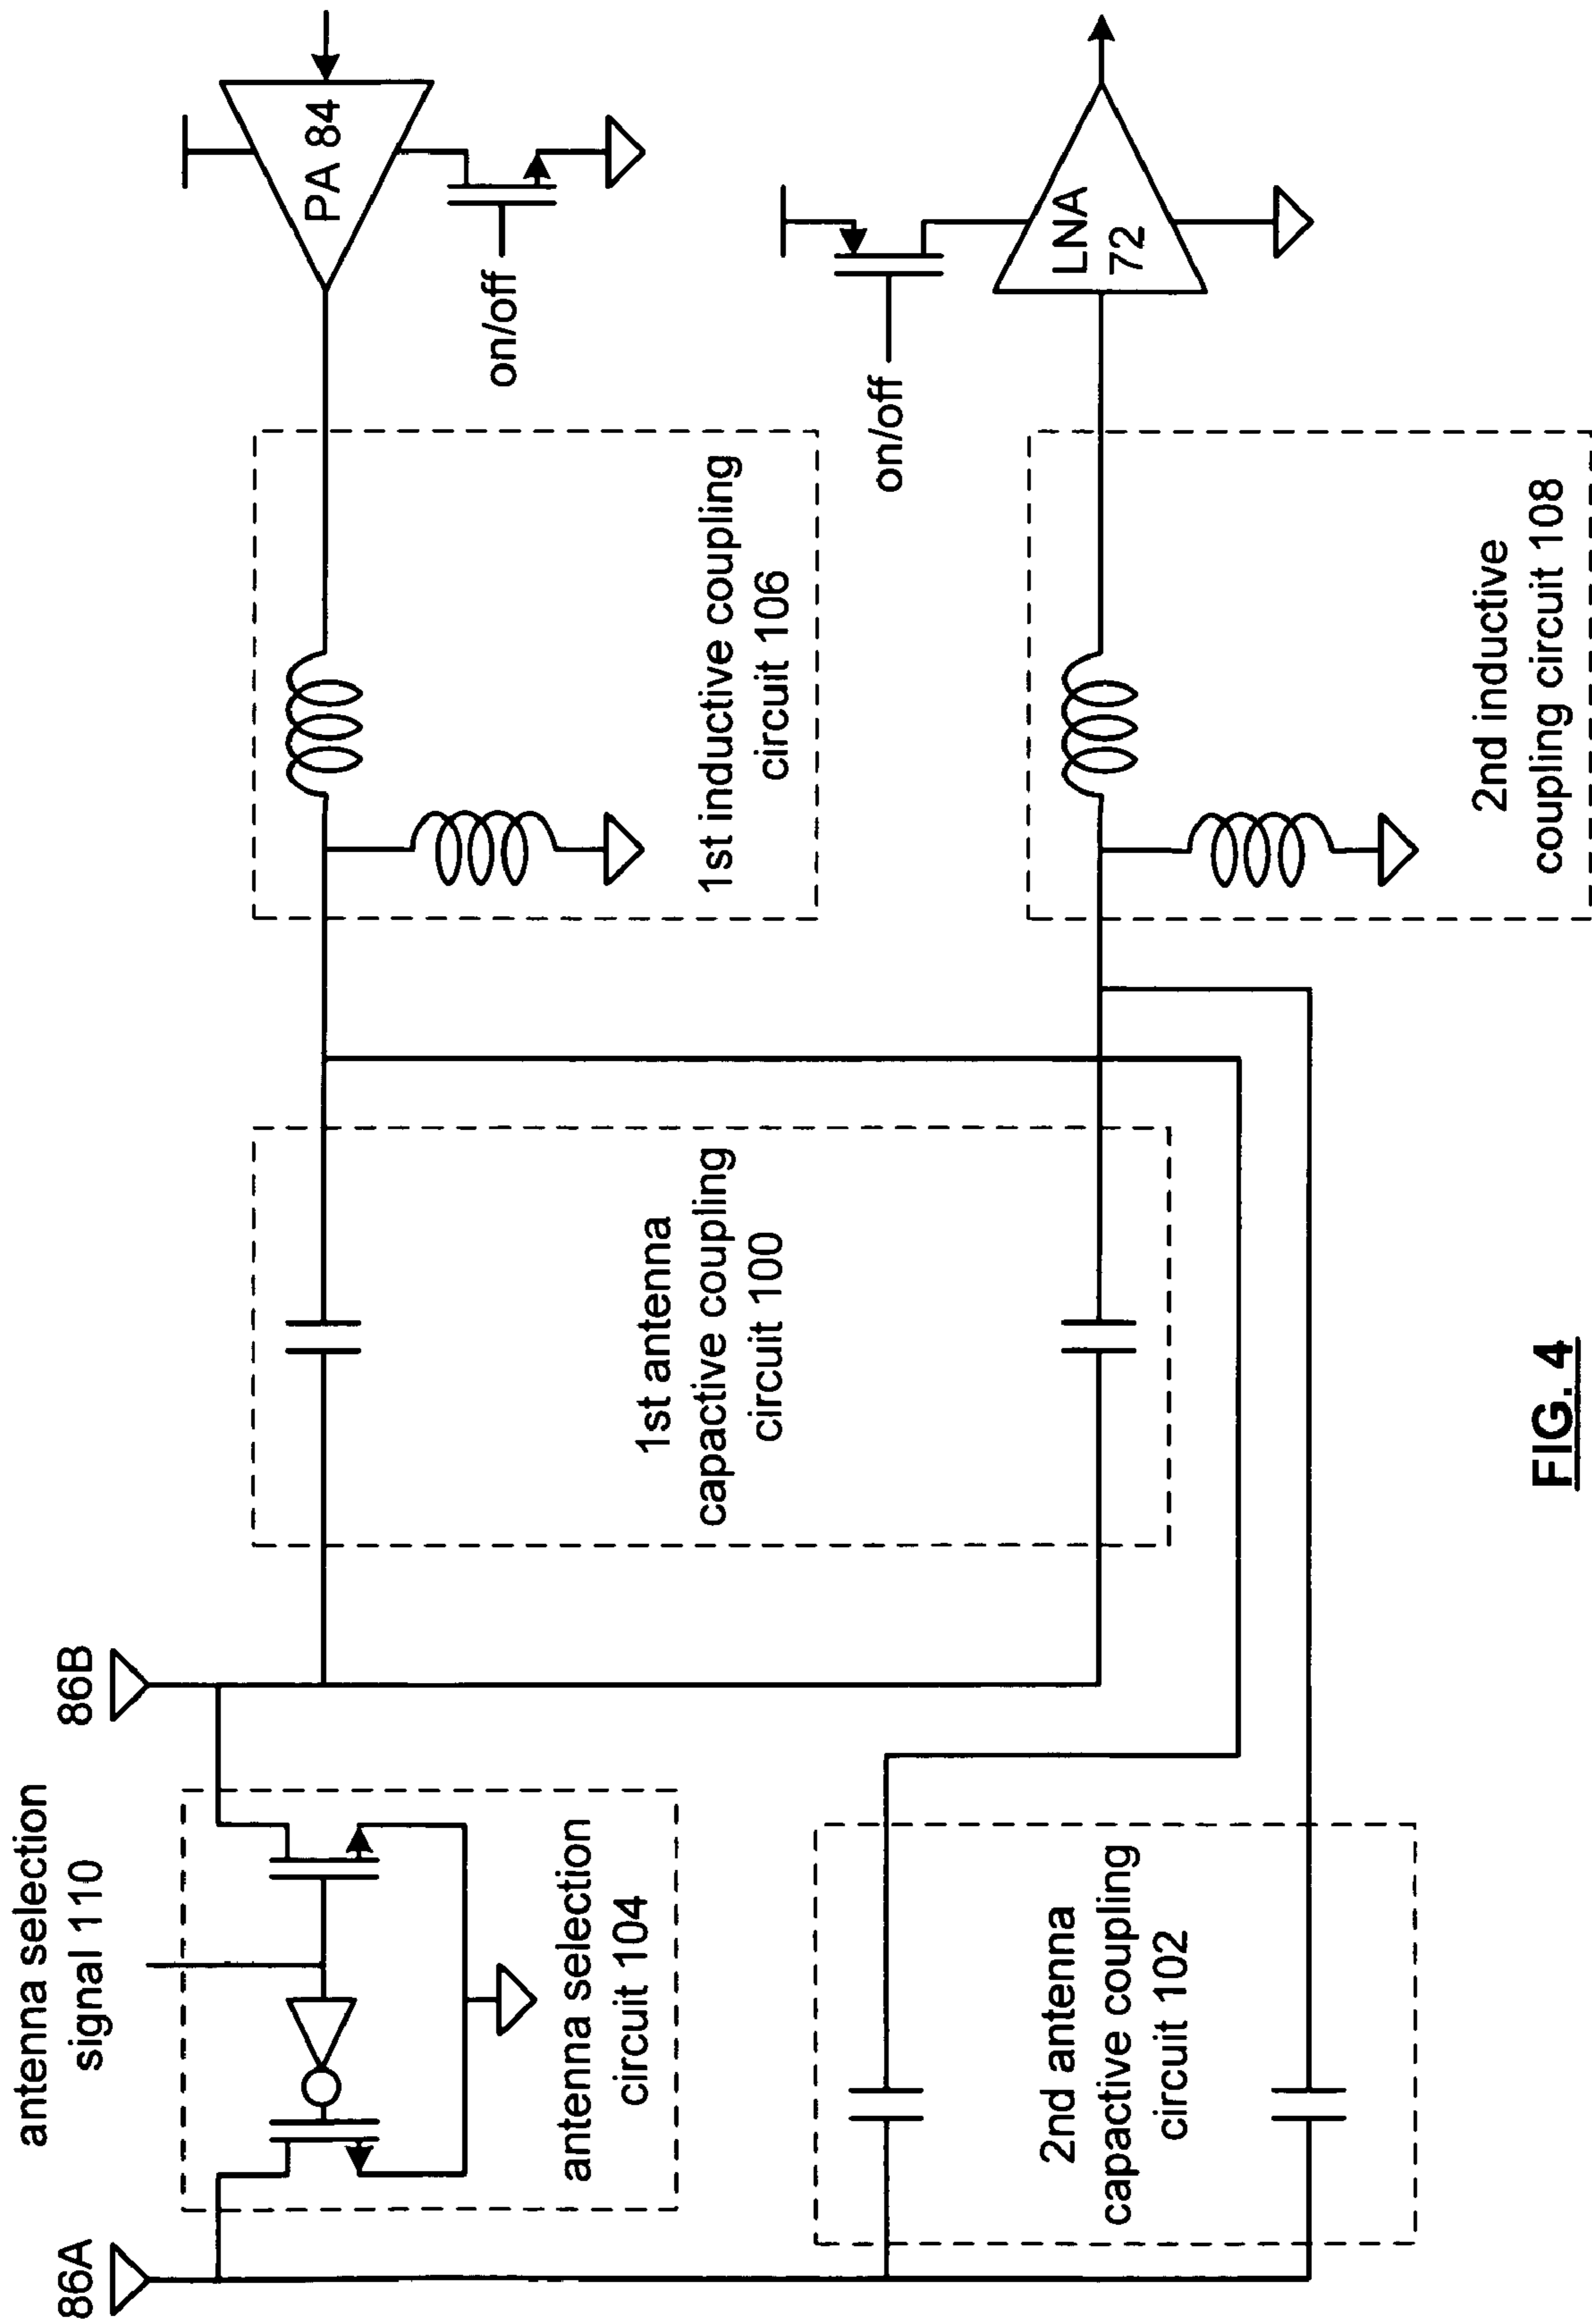 86A
antenna selection
signal 110
86B
antenna selection
circuit 104
2nd antenna
capactive coupling
circuit 102
1st antenna
capactive coupling
circuit 100
1st inductive coupling
circuit 106
2nd inductive
coupling circuit 108
PA 84
on/off
LNA
72
on/off
FIG. 4